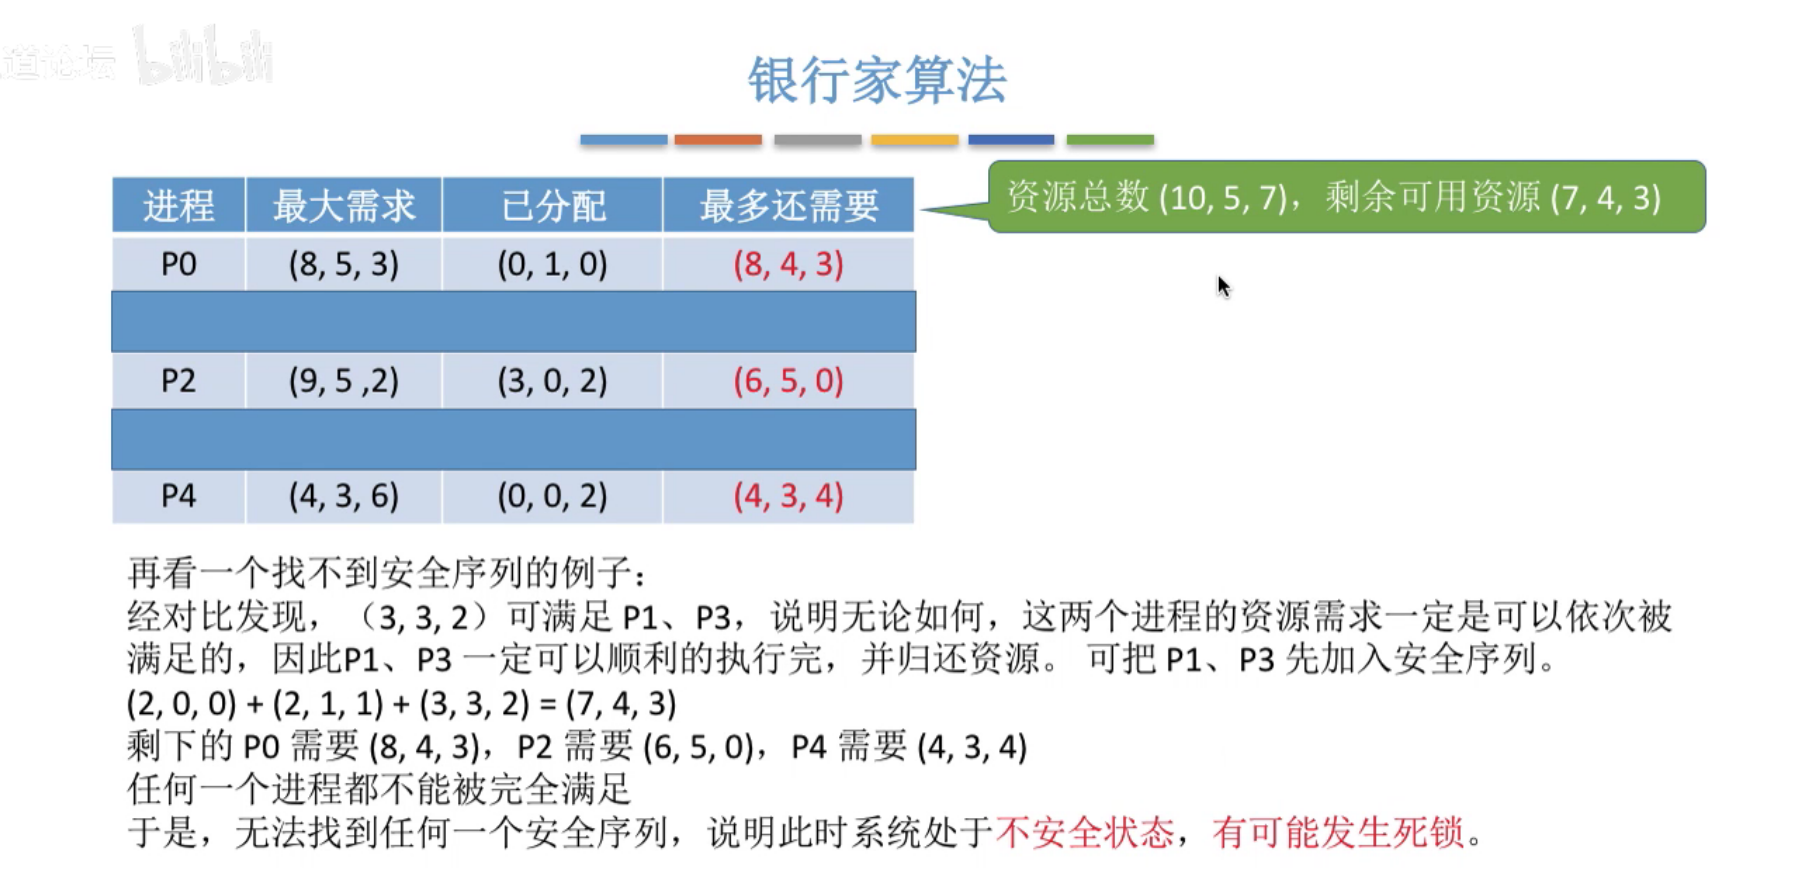 道论坛 bilibili
银行家算法
进程 最大需求 已分配 最多还需要
资源总数 (10, 5, 7)，剩余可用资源 (7, 4, 3)
P0 (8, 5, 3) (0, 1, 0) (8, 4, 3)
P2 (9, 5 ,2) (3, 0, 2) (6, 5, 0)
P4 (4, 3, 6) (0, 0, 2) (4, 3, 4)
再看一个找不到安全序列的例子：
经对比发现，（3, 3, 2）可满足 P1、P3，说明无论如何，这两个进程的资源需求一定是可以依次被
满足的，因此P1、P3 一定可以顺利的执行完，并归还资源。 可把 P1、P3 先加入安全序列。
(2, 0, 0) + (2, 1, 1) + (3, 3, 2) = (7, 4, 3)
剩下的 P0 需要 (8, 4, 3)，P2 需要 (6, 5, 0)，P4 需要 (4, 3, 4)
任何一个进程都不能被完全满足
于是，无法找到任何一个安全序列，说明此时系统处于不安全状态，有可能发生死锁。